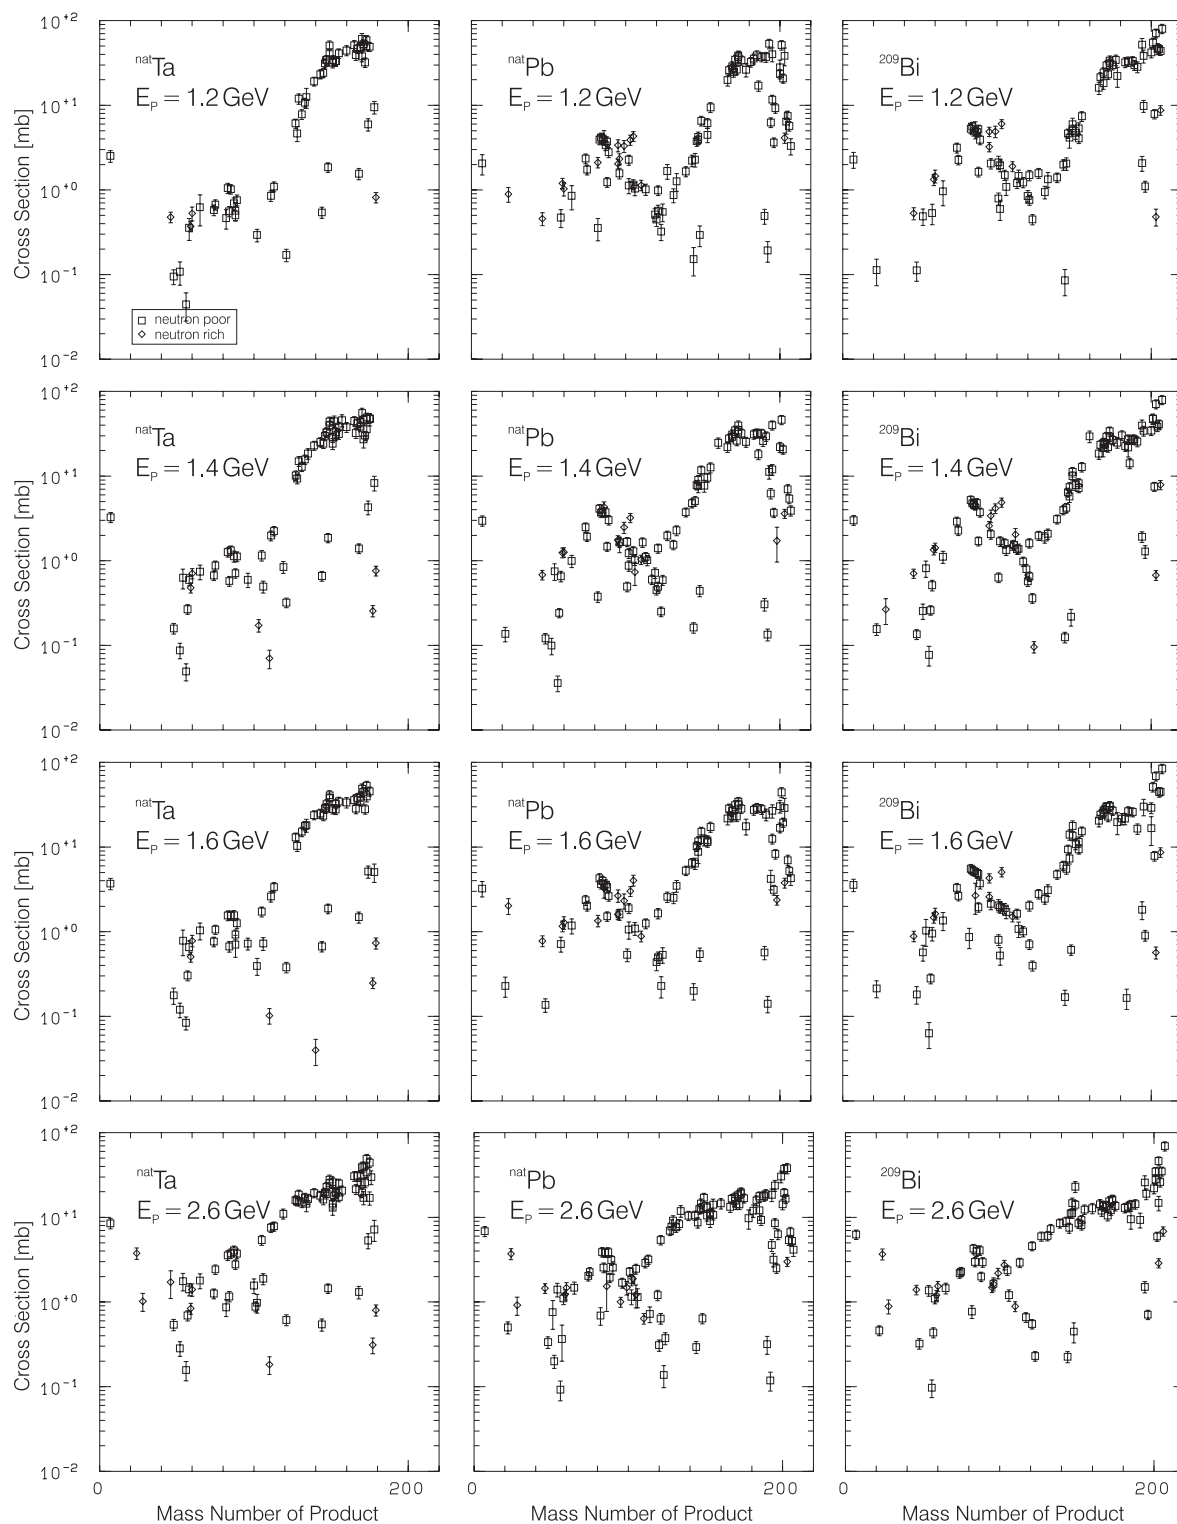 10⁺²
10⁺¹
10⁺⁰
10⁻¹
10⁻²
Cross Section [mb]
natTa
Eₚ = 1.2 GeV
neutron poor
neutron rich
natPb
Eₚ = 1.2 GeV
209Bi
Eₚ = 1.2 GeV
10⁺²
10⁺¹
10⁺⁰
10⁻¹
10⁻²
Cross Section [mb]
natTa
Eₚ = 1.4 GeV
natPb
Eₚ = 1.4 GeV
209Bi
Eₚ = 1.4 GeV
10⁺²
10⁺¹
10⁺⁰
10⁻¹
10⁻²
Cross Section [mb]
natTa
Eₚ = 1.6 GeV
natPb
Eₚ = 1.6 GeV
209Bi
Eₚ = 1.6 GeV
10⁺²
10⁺¹
10⁺⁰
10⁻¹
10⁻²
Cross Section [mb]
natTa
Eₚ = 2.6 GeV
natPb
Eₚ = 2.6 GeV
209Bi
Eₚ = 2.6 GeV
0 200 0 200 0 200
Mass Number of Product Mass Number of Product Mass Number of Product